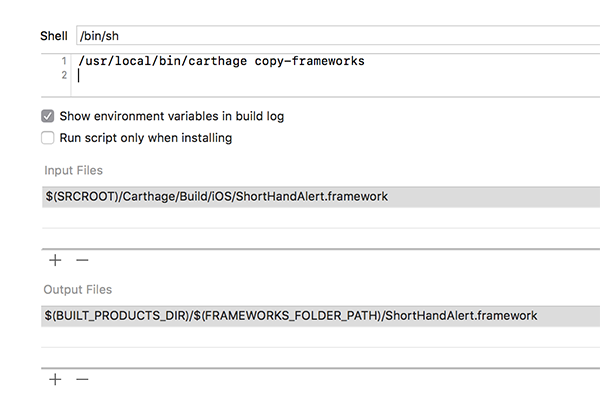 Shell /bin/sh
1 /usr/local/bin/carthage copy-frameworks
2
Show environment variables in build log
Run script only when installing
Input Files
$(SRCROOT)/Carthage/Build/iOS/ShortHandAlert.framework
Output Files
$(BUILT_PRODUCTS_DIR)/$(FRAMEWORKS_FOLDER_PATH)/ShortHandAlert.framework